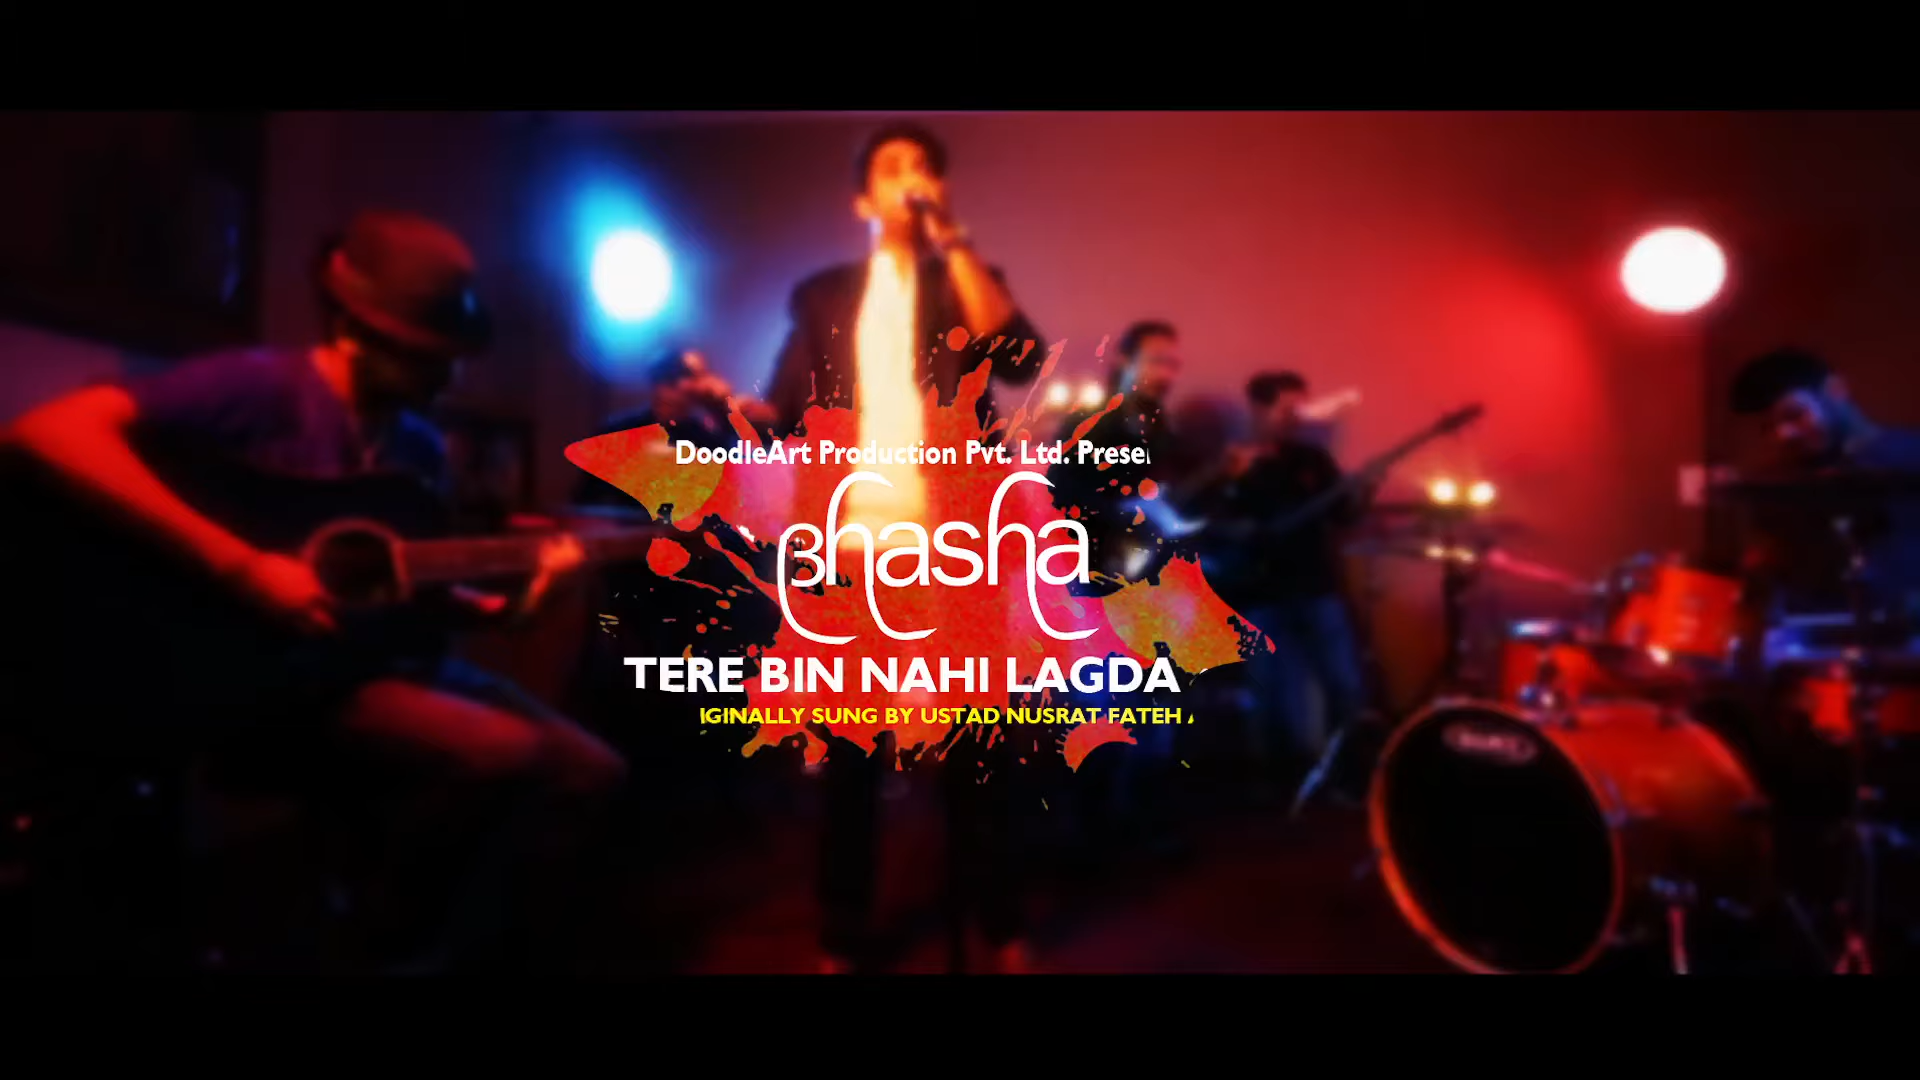 DoodleArt Production Pvt. Ltd. Prese
Bhasha
TERE BIN NAHI LAGDA
IGINALLY SUNG BY USTAD NUSRAT FATEH A